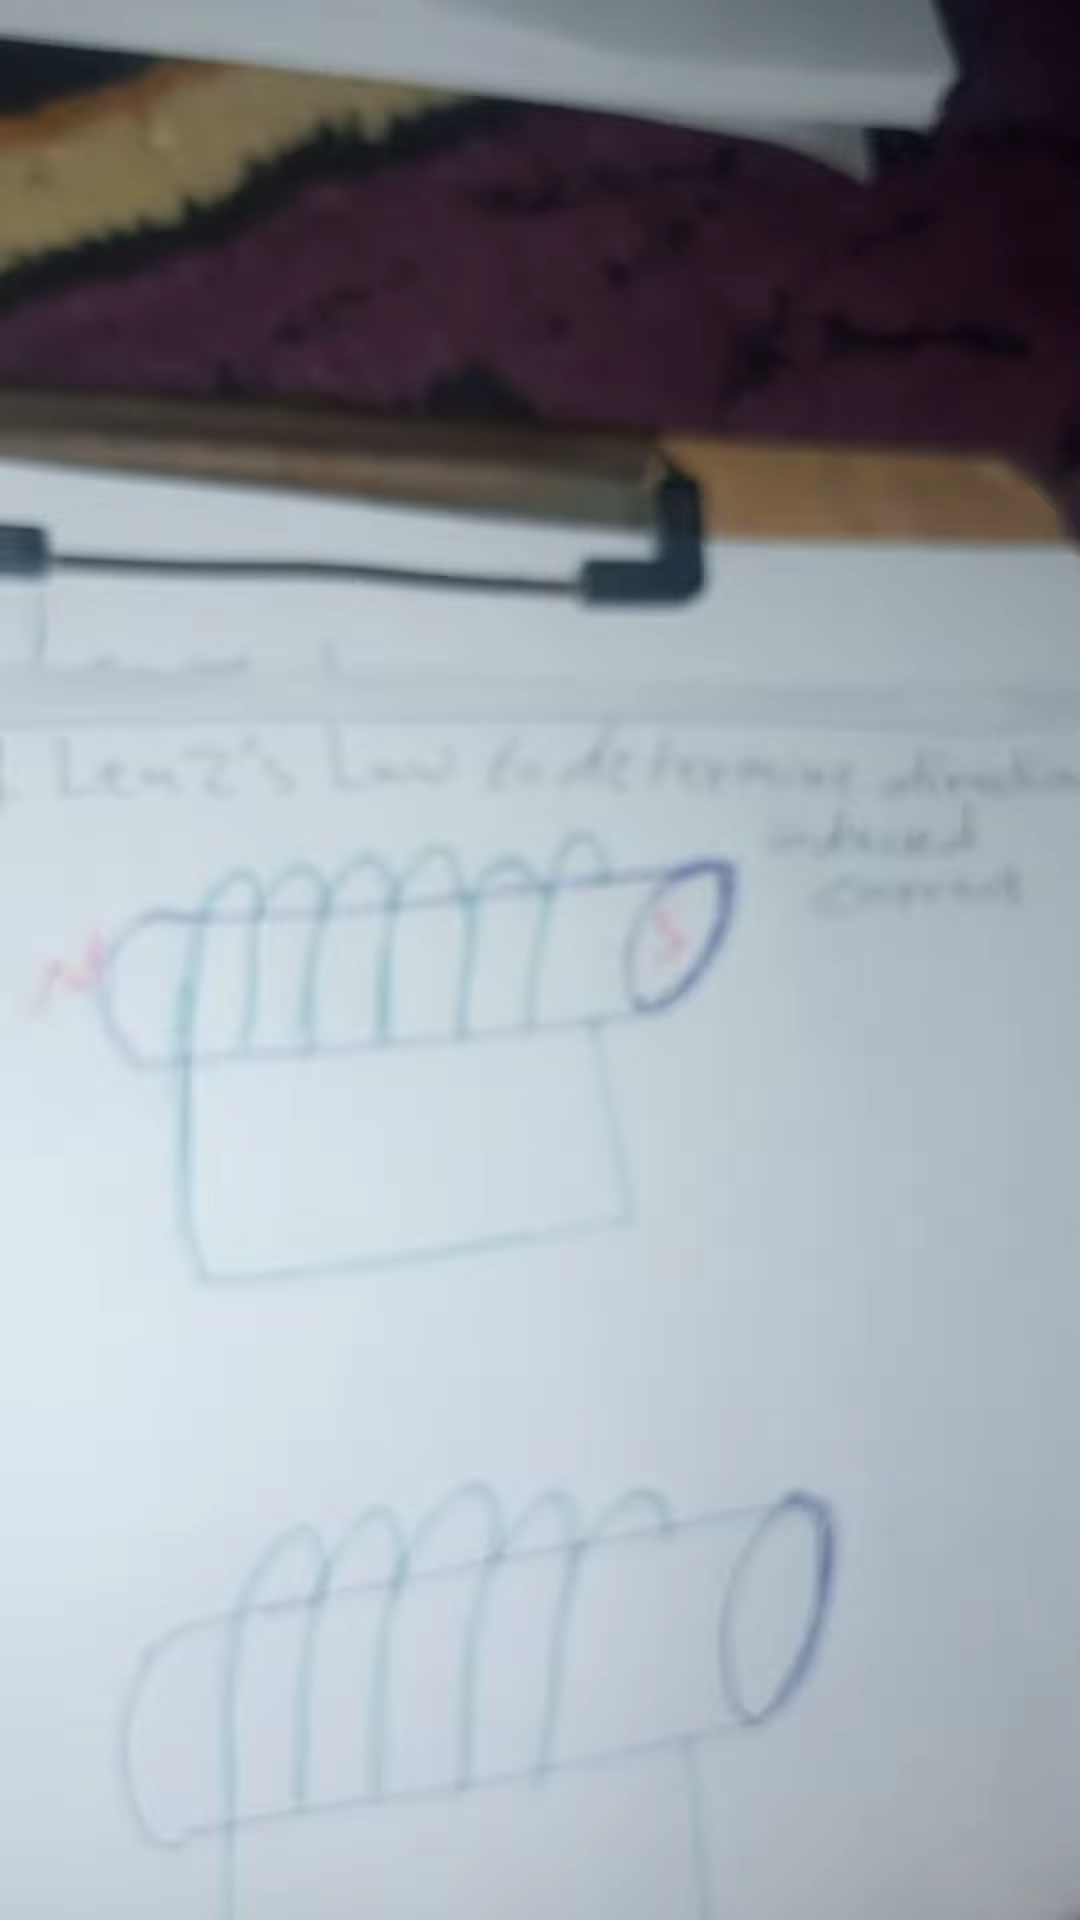 Lenz's Law to determine direction
induced
current
N
S